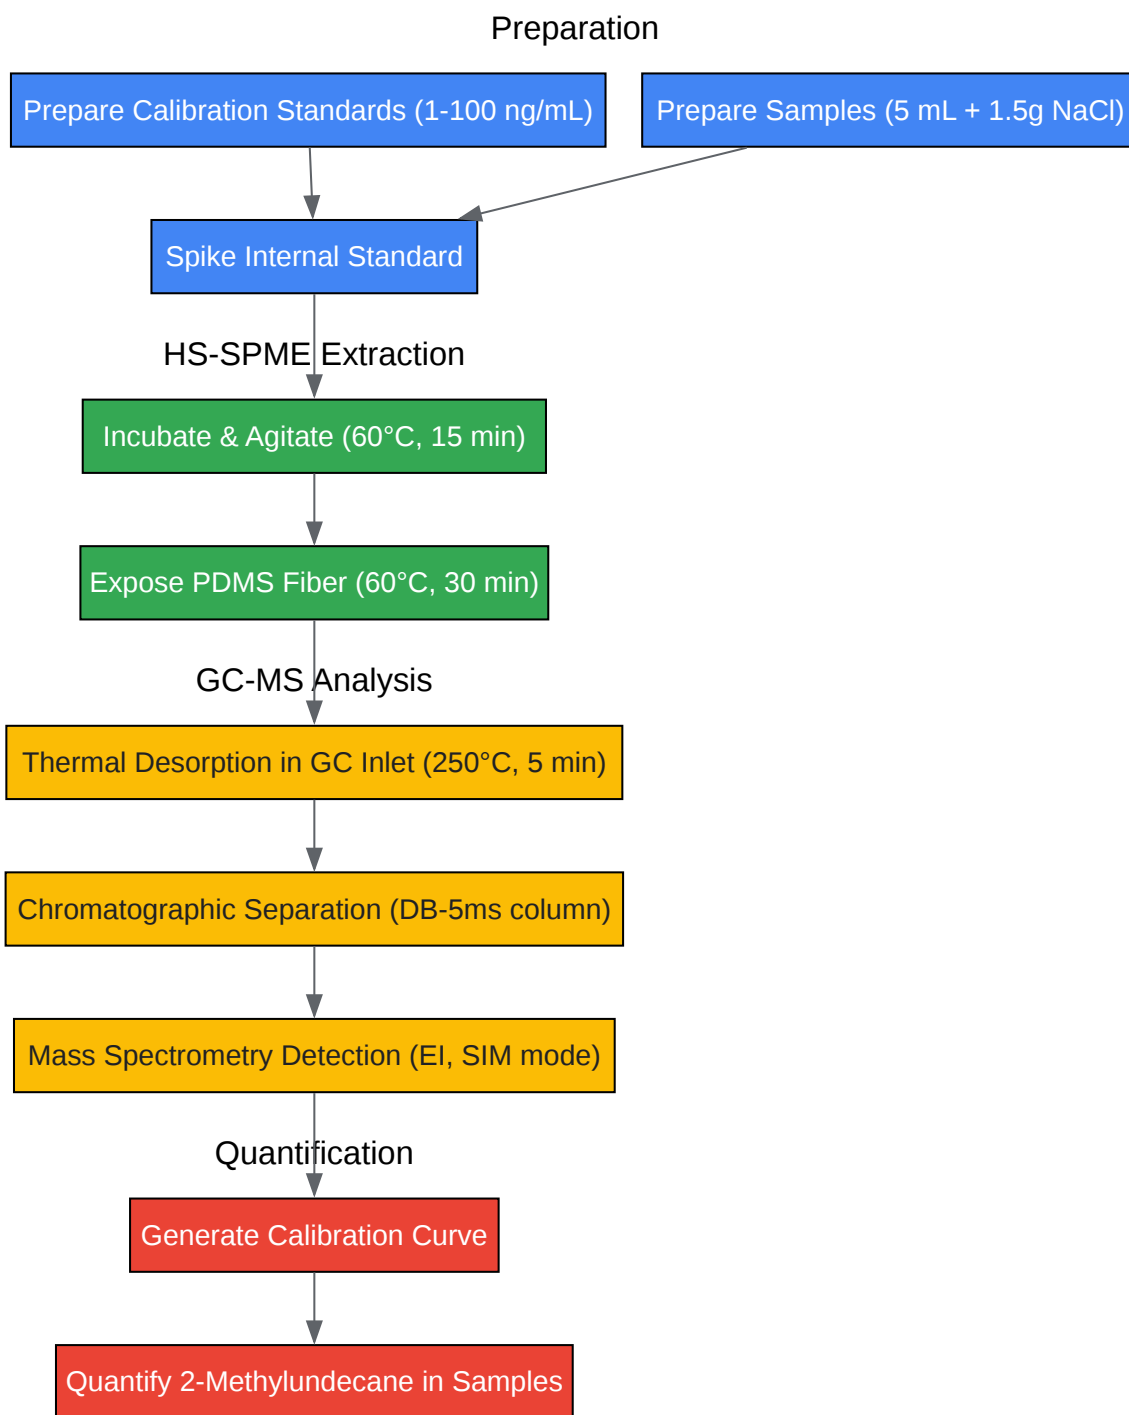 Preparation
Prepare Calibration Standards (1-100 ng/mL)
Prepare Samples (5 mL + 1.5g NaCl)
Spike Internal Standard
HS-SPME Extraction
Incubate & Agitate (60°C, 15 min)
Expose PDMS Fiber (60°C, 30 min)
GC-MS Analysis
Thermal Desorption in GC Inlet (250°C, 5 min)
Chromatographic Separation (DB-5ms column)
Mass Spectrometry Detection (EI, SIM mode)
Quantification
Generate Calibration Curve
Quantify 2-Methylundecane in Samples